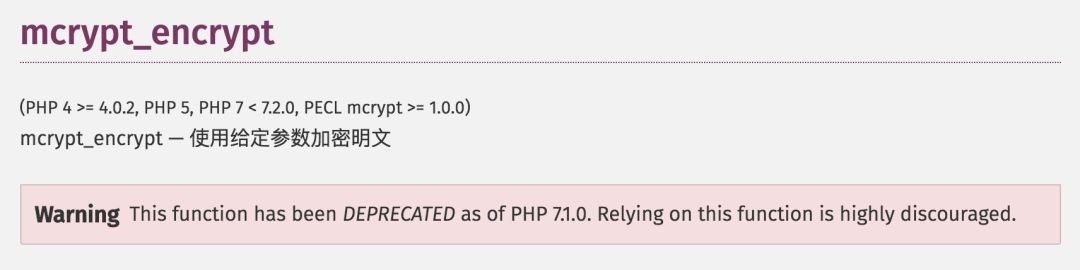 mcrypt_encrypt
(PHP 4 >= 4.0.2, PHP 5, PHP 7 < 7.2.0, PECL mcrypt >= 1.0.0)
mcrypt_encrypt — 使用给定参数加密明文
Warning This function has been DEPRECATED as of PHP 7.1.0. Relying on this function is highly discouraged.